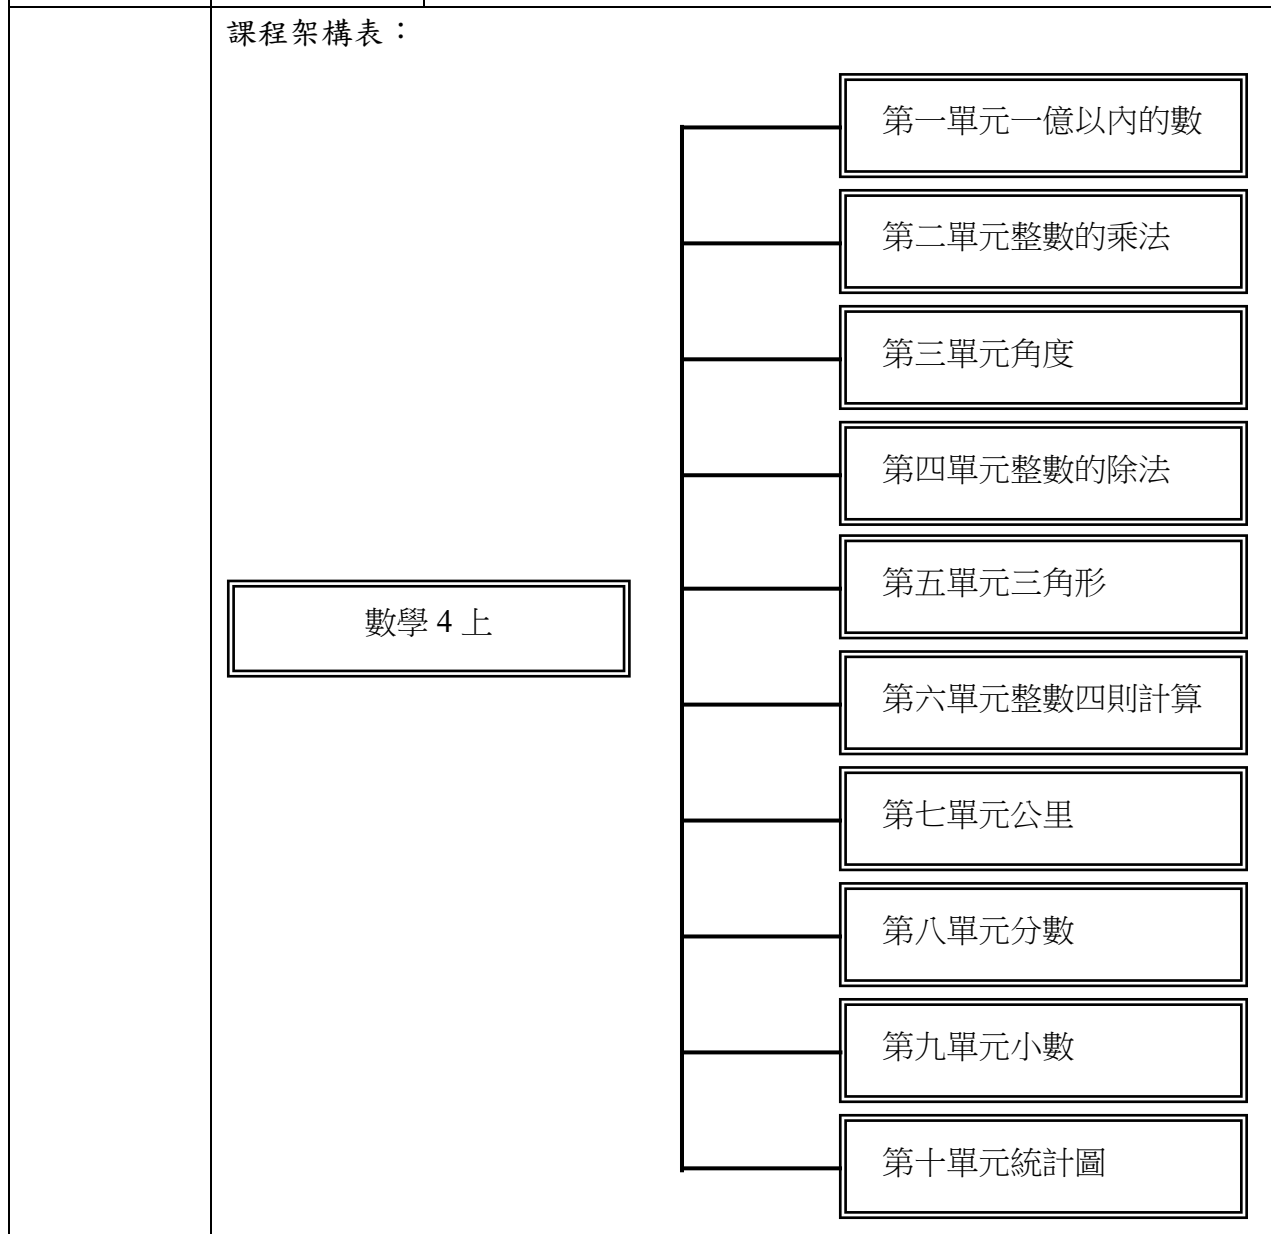 課程架構表：
第一單元一億以內的數
第二單元整數的乘法
第三單元角度
第四單元整數的除法
第五單元三角形
數學 4 上
第六單元整數四則計算
第七單元公里
第八單元分數
第九單元小數
第十單元統計圖